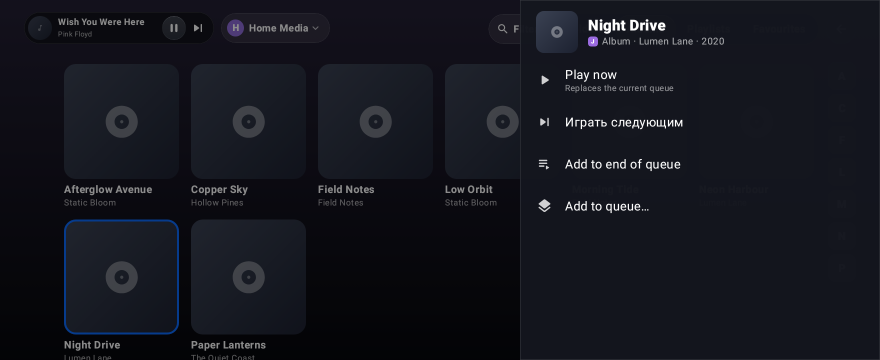 Wish You Were Here
Pink Floyd
H Home Media
F
Afterglow Avenue
Static Bloom
Copper Sky
Hollow Pines
Field Notes
Field Notes
Low Orbit
Static Bloom
Night Drive
Lumen Lane
Paper Lanterns
The Quiet Coast
Night Drive
J Album · Lumen Lane · 2020
Play now
Replaces the current queue
Играть следующим
Add to end of queue
Add to queue…